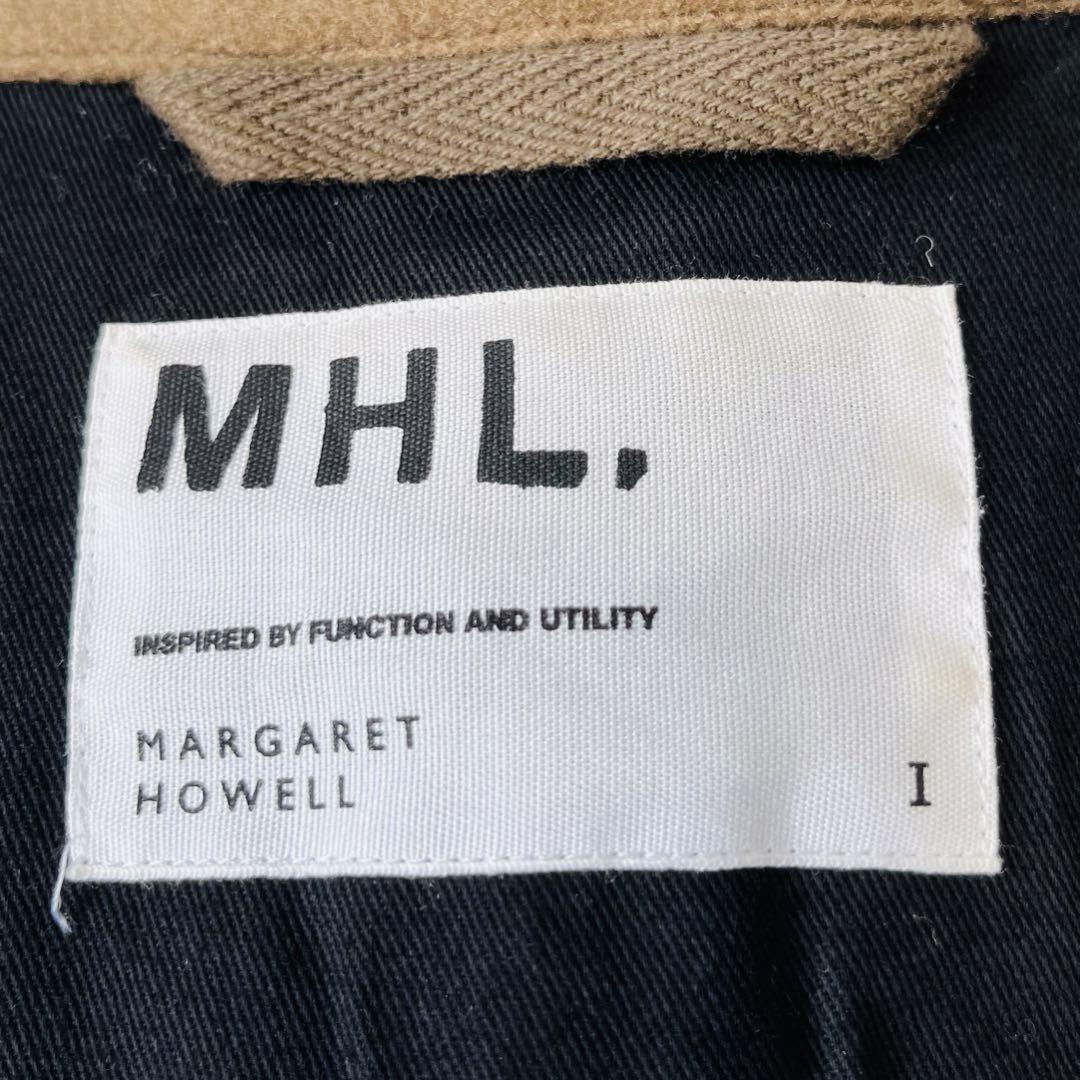 MHL.
INSPIRED BY FUNCTION AND UTILITY
MARGARET
HOWELL
I